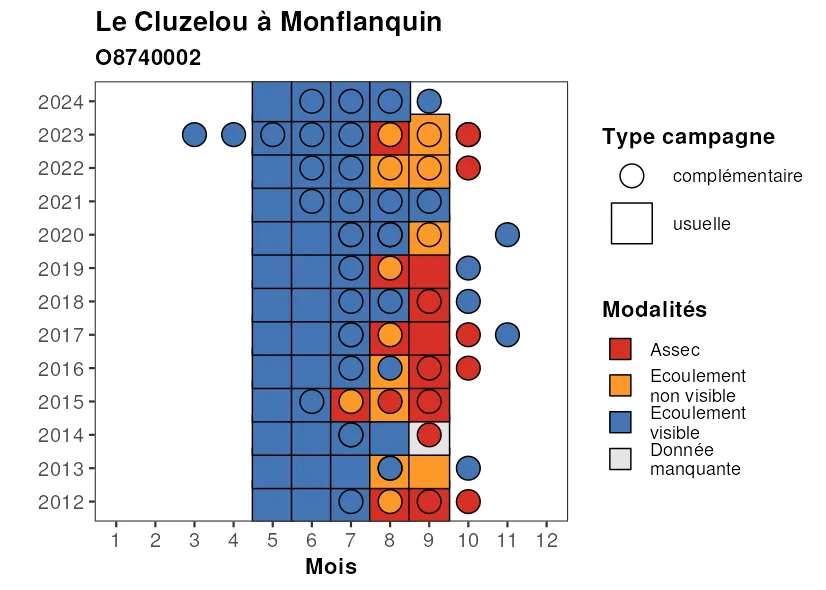 Le Cluzelou à Monflanquin
O8740002
2024
2023
2022
2021
2020
2019
2018
2017
2016
2015
2014
2013
2012
1 2 3 4 5 6 7 8 9 10 11 12
Mois
Type campagne
complémentaire
usuelle
Modalités
Assec
Ecoulement
non visible
Ecoulement
visible
Donnée
manquante